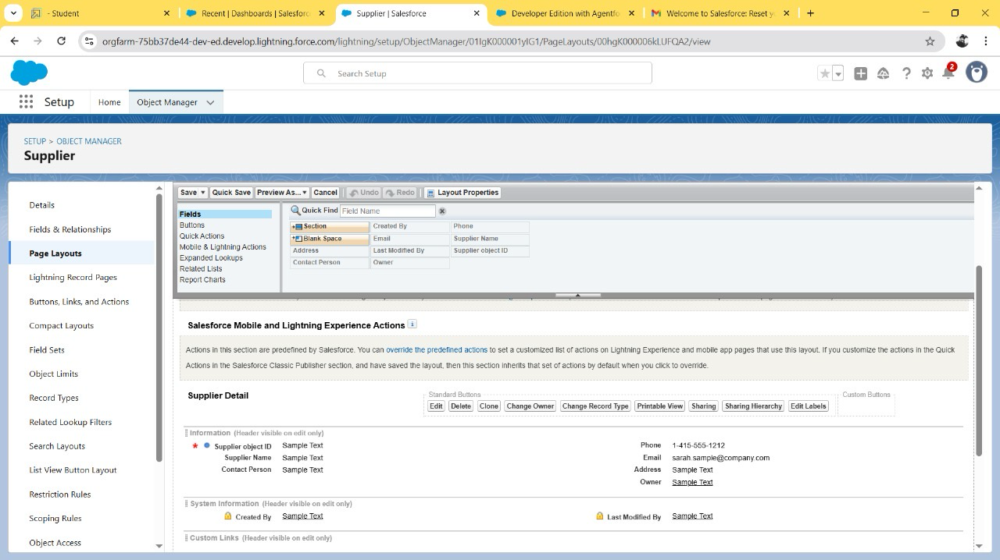 - Student
Recent | Dashboards | Salesforc
Supplier | Salesforce
Developer Edition with Agentfo
Welcome to Salesforce: Reset y
orgfarm-75bb37de44-dev-ed.develop.lightning.force.com/lightning/setup/ObjectManager/01IgK000001yIG1/PageLayouts/00hgK000006kLUFQA2/view
Search Setup
2
Setup
Home
Object Manager
SETUP > OBJECT MANAGER
Supplier
Details
Fields & Relationships
Page Layouts
Lightning Record Pages
Buttons, Links, and Actions
Compact Layouts
Field Sets
Object Limits
Record Types
Related Lookup Filters
Search Layouts
List View Button Layout
Restriction Rules
Scoping Rules
Object Access
Save Quick Save Preview As... Cancel Undo Redo Layout Properties
Fields
Buttons
Quick Actions
Mobile & Lightning Actions
Expanded Lookups
Related Lists
Report Charts
Quick Find Field Name
Section Created By Phone
Blank Space Email Supplier Name
Address Last Modified By Supplier object ID
Contact Person Owner
Salesforce Mobile and Lightning Experience Actions
Actions in this section are predefined by Salesforce. You can override the predefined actions to set a customized list of actions on Lightning Experience and mobile app pages that use this layout. If you customize the actions in the Quick
Actions in the Salesforce Classic Publisher section, and have saved the layout, then this section inherits that set of actions by default when you click to override.
Supplier Detail
Standard Buttons
Edit Delete Clone Change Owner Change Record Type Printable View Sharing Sharing Hierarchy Edit Labels
Custom Buttons
Information (Header visible on edit only)
* Supplier object ID Sample Text Phone 1-415-555-1212
Supplier Name Sample Text Email sarah.sample@company.com
Contact Person Sample Text Address Sample Text
Owner Sample Text
System Information (Header visible on edit only)
Created By Sample Text Last Modified By Sample Text
Custom Links (Header visible on edit only)